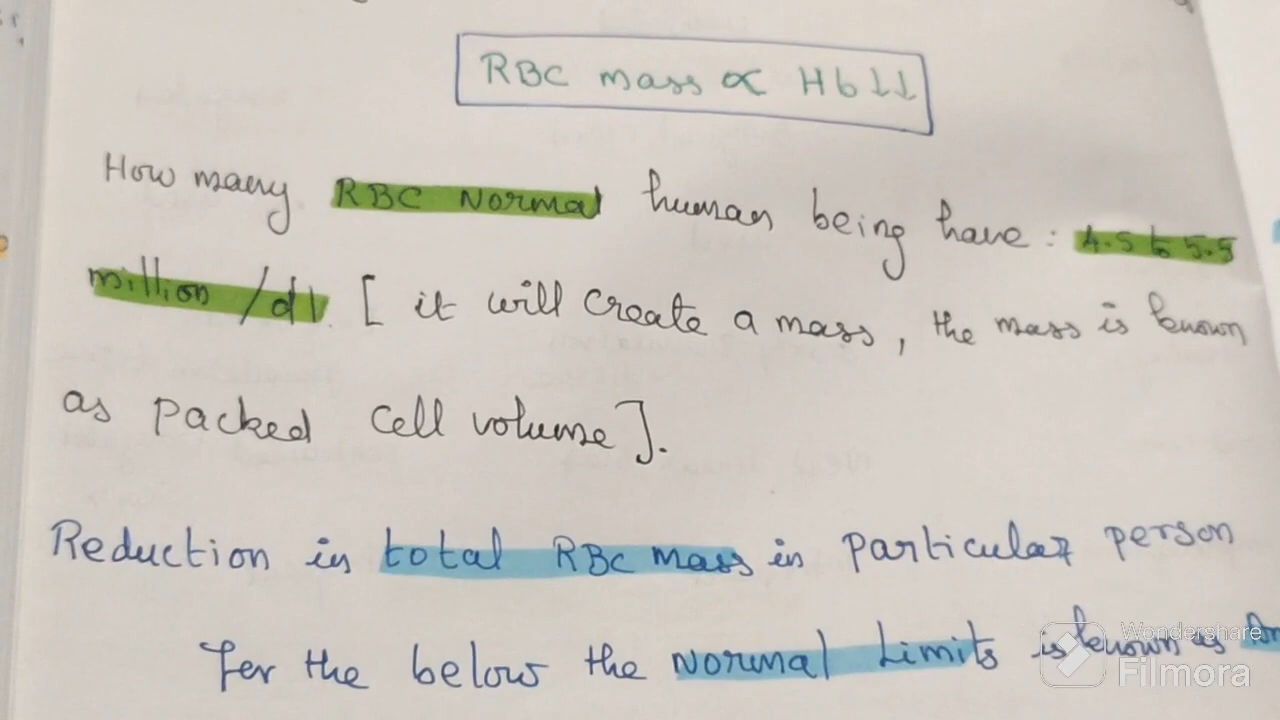 RBC mass ∝ Hb↓↓
How many RBC Normal human being have: 4.5 to 5.5
million /dl. [ it will create a mass, the mass is known
as packed cell volume].
Reduction in total RBC mass in particular person
fer the below the normal Limits is known as
Wondershare
Filmora